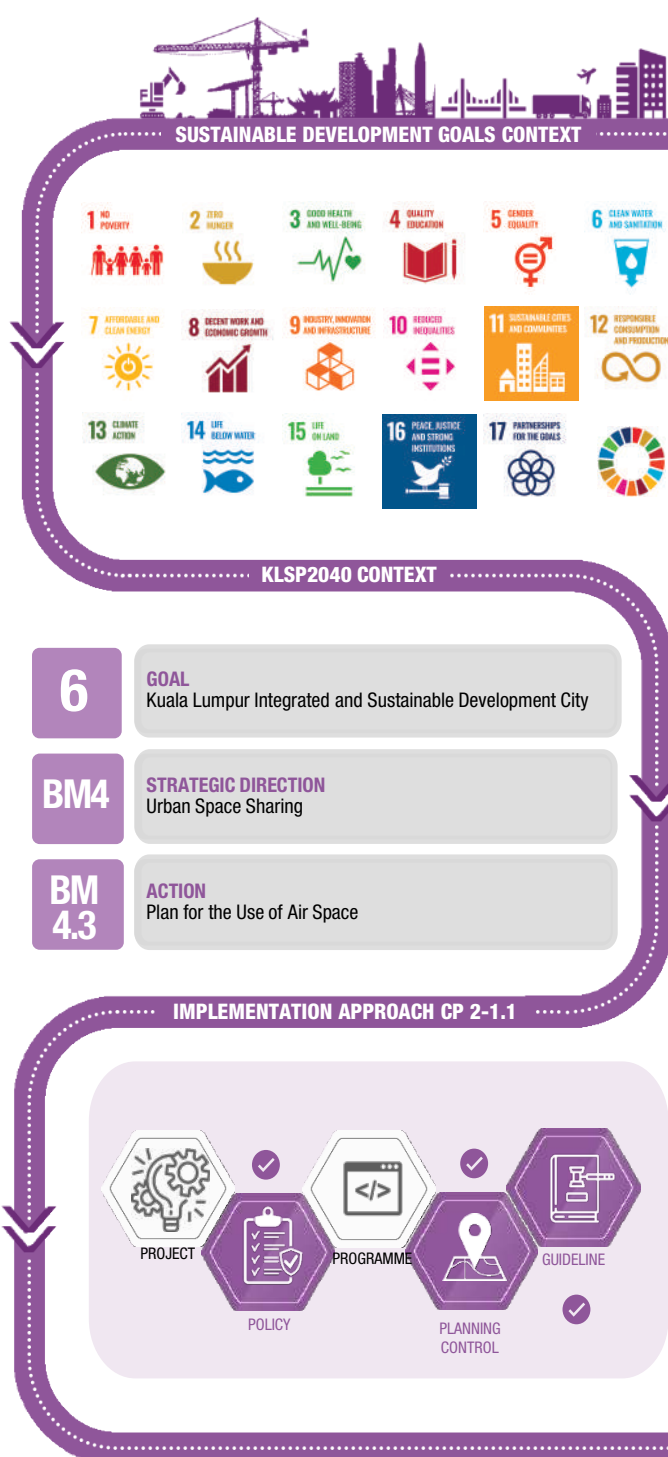 SUSTAINABLE DEVELOPMENT GOALS CONTEXT
1 NO
POVERTY
2 ZERO
HUNGER
3 GOOD HEALTH
AND WELL-BEING
4 QUALITY
EDUCATION
5 GENDER
EQUALITY
6 CLEAN WATER
AND SANITATION
7 AFFORDABLE AND
CLEAN ENERGY
8 DECENT WORK AND
ECONOMIC GROWTH
9 INDUSTRY, INNOVATION
AND INFRASTRUCTURE
10 REDUCED
INEQUALITIES
11 SUSTAINABLE CITIES
AND COMMUNITIES
12 RESPONSIBLE
CONSUMPTION
AND PRODUCTION
13 CLIMATE
ACTION
14 LIFE
BELOW WATER
15 LIFE
ON LAND
16 PEACE, JUSTICE
AND STRONG
INSTITUTIONS
17 PARTNERSHIPS
FOR THE GOALS
KLSP2040 CONTEXT
6
GOAL
Kuala Lumpur Integrated and Sustainable Development City
BM4
STRATEGIC DIRECTION
Urban Space Sharing
BM
4.3
ACTION
Plan for the Use of Air Space
IMPLEMENTATION APPROACH CP 2-1.1
</>
PROJECT
POLICY
PROGRAMME
PLANNING
CONTROL
GUIDELINE